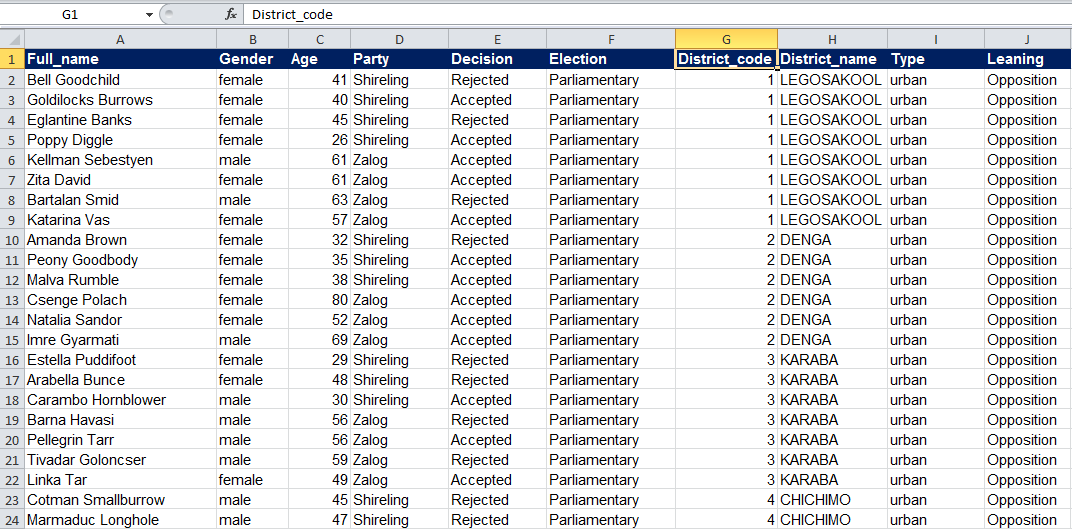 G1 fx District_code
A B C D E F G H I J
1 Full_name Gender Age Party Decision Election District_code District_name Type Leaning
2 Bell Goodchild female 41 Shireling Rejected Parliamentary 1 LEGOSAKOOL urban Opposition
3 Goldilocks Burrows female 40 Shireling Accepted Parliamentary 1 LEGOSAKOOL urban Opposition
4 Eglantine Banks female 45 Shireling Rejected Parliamentary 1 LEGOSAKOOL urban Opposition
5 Poppy Diggle female 26 Shireling Accepted Parliamentary 1 LEGOSAKOOL urban Opposition
6 Kellman Sebestyen male 61 Zalog Accepted Parliamentary 1 LEGOSAKOOL urban Opposition
7 Zita David female 61 Zalog Accepted Parliamentary 1 LEGOSAKOOL urban Opposition
8 Bartalan Smid male 63 Zalog Rejected Parliamentary 1 LEGOSAKOOL urban Opposition
9 Katarina Vas female 57 Zalog Accepted Parliamentary 1 LEGOSAKOOL urban Opposition
10 Amanda Brown female 32 Shireling Rejected Parliamentary 2 DENGA urban Opposition
11 Peony Goodbody female 35 Shireling Accepted Parliamentary 2 DENGA urban Opposition
12 Malva Rumble female 38 Shireling Accepted Parliamentary 2 DENGA urban Opposition
13 Csenge Polach female 80 Zalog Accepted Parliamentary 2 DENGA urban Opposition
14 Natalia Sandor female 52 Zalog Accepted Parliamentary 2 DENGA urban Opposition
15 Imre Gyarmati male 69 Zalog Accepted Parliamentary 2 DENGA urban Opposition
16 Estella Puddifoot female 29 Shireling Rejected Parliamentary 3 KARABA urban Opposition
17 Arabella Bunce female 48 Shireling Rejected Parliamentary 3 KARABA urban Opposition
18 Carambo Hornblower male 30 Shireling Accepted Parliamentary 3 KARABA urban Opposition
19 Barna Havasi male 56 Zalog Rejected Parliamentary 3 KARABA urban Opposition
20 Pellegrin Tarr male 56 Zalog Accepted Parliamentary 3 KARABA urban Opposition
21 Tivadar Goloncser male 59 Zalog Rejected Parliamentary 3 KARABA urban Opposition
22 Linka Tar female 49 Zalog Accepted Parliamentary 3 KARABA urban Opposition
23 Cotman Smallburrow male 45 Shireling Rejected Parliamentary 4 CHICHIMO urban Opposition
24 Marmaduc Longhole male 47 Shireling Rejected Parliamentary 4 CHICHIMO urban Opposition